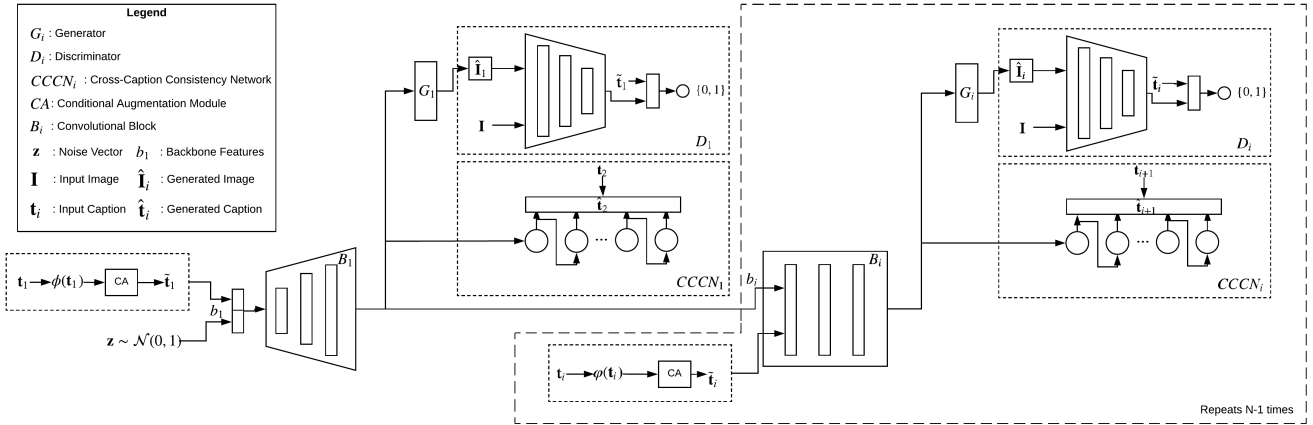 Legend
G_i : Generator
D_i : Discriminator
CCCN_i : Cross-Caption Consistency Network
CA : Conditional Augmentation Module
B_i : Convolutional Block
z : Noise Vector b_1 : Backbone Features
I : Input Image Î_i : Generated Image
t_i : Input Caption t̂_i : Generated Caption
t_1 ϕ(t_1) CA t̃_1
z ∼ N(0, 1)
b_1
B_1
G_1
Î_1
I
t̃_1
{0, 1}
D_1
t_2
t̂_2
...
CCCN_1
b_i
B_i
t_i φ(t_i) CA t̃_i
G_i
Î_i
I
t̃_i
{0, 1}
D_i
t_{i+1}
t̂_{i+1}
...
CCCN_i
Repeats N-1 times